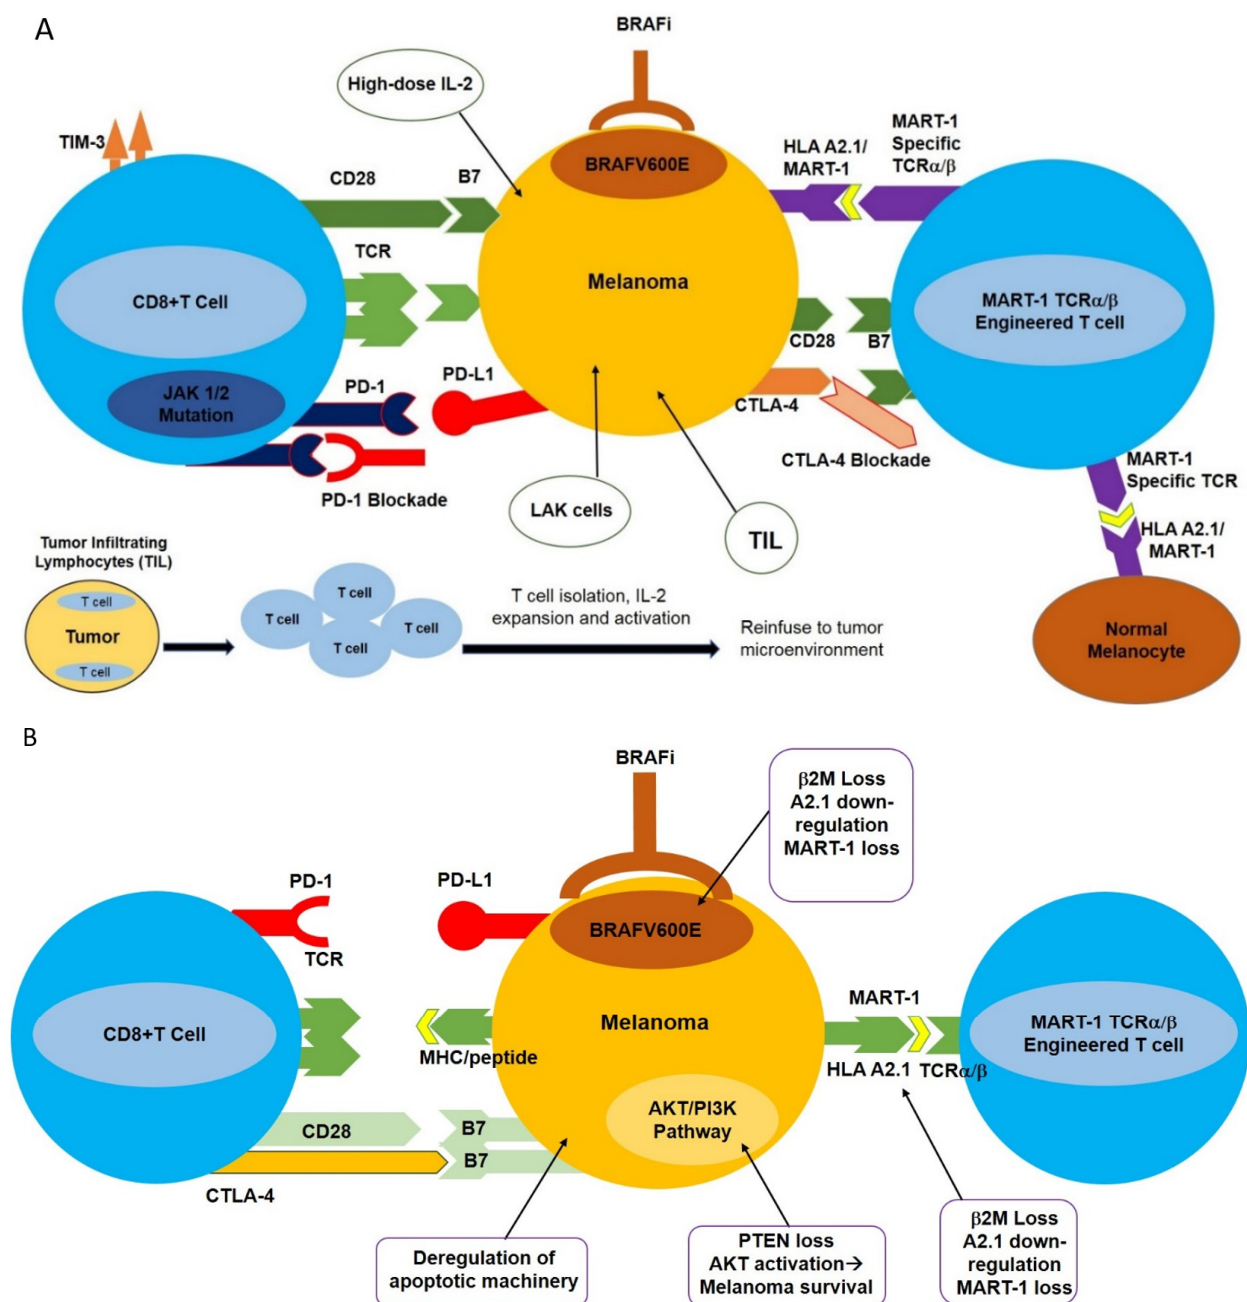 A
BRAFi
High-dose IL-2
TIM-3
CD28
B7
BRAFV600E
HLA A2.1/
MART-1
MART-1
Specific
TCRα/β
TCR
CD8+T Cell
Melanoma
MART-1 TCRα/β
Engineered T cell
CD28
B7
JAK 1/2
Mutation
PD-1
PD-L1
CTLA-4
PD-1 Blockade
CTLA-4 Blockade
MART-1
Specific TCR
LAK cells
TIL
HLA A2.1/
MART-1
Tumor Infiltrating
Lymphocytes (TIL)
T cell
Tumor
T cell
T cell
T cell
T cell
T cell
T cell isolation, IL-2
expansion and activation
Reinfuse to tumor
microenvironment
Normal
Melanocyte
B
BRAFi
β2M Loss
A2.1 down-
regulation
MART-1 loss
PD-1
PD-L1
TCR
BRAFV600E
CD8+T Cell
Melanoma
MHC/peptide
MART-1
HLA A2.1
TCRα/β
MART-1 TCRα/β
Engineered T cell
AKT/PI3K
Pathway
CD28
B7
B7
CTLA-4
Deregulation of
apoptotic machinery
PTEN loss
AKT activation→
Melanoma survival
β2M Loss
A2.1 down-
regulation
MART-1 loss